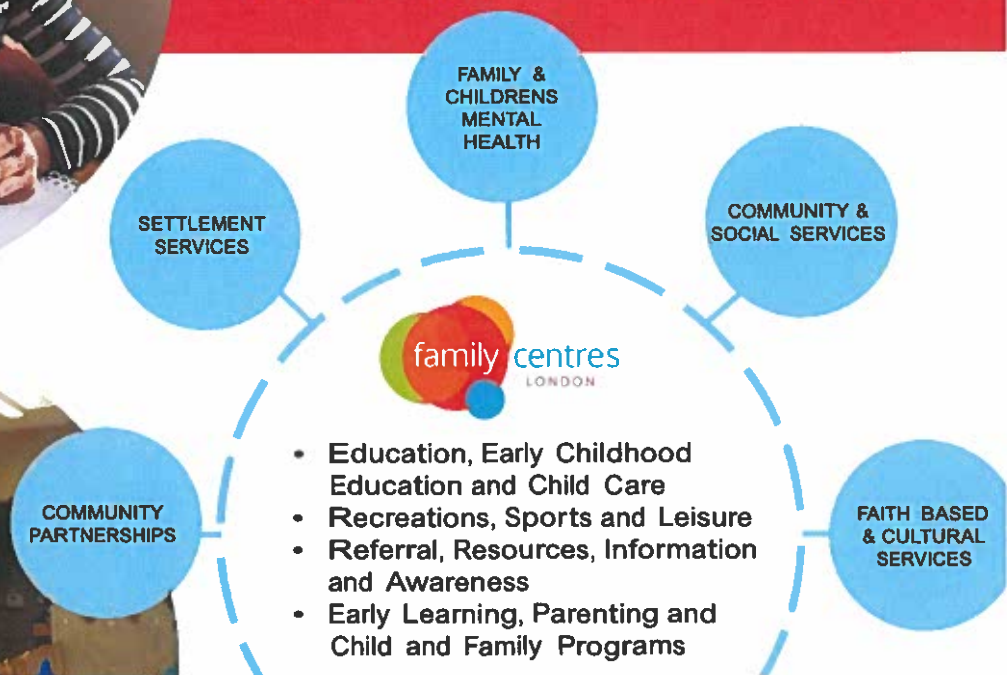 FAMILY &
CHILDRENS
MENTAL
HEALTH
SETTLEMENT
SERVICES
COMMUNITY &
SOCIAL SERVICES
family centres
LONDON
• Education, Early Childhood
Education and Child Care
• Recreations, Sports and Leisure
• Referral, Resources, Information
and Awareness
• Early Learning, Parenting and
Child and Family Programs
COMMUNITY
PARTNERSHIPS
FAITH BASED
& CULTURAL
SERVICES